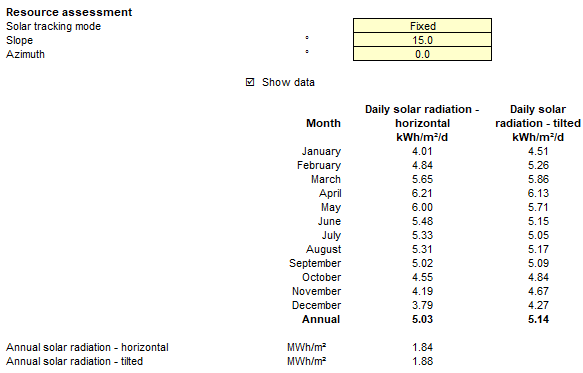 Resource assessment
Solar tracking mode Fixed
Slope ° 15.0
Azimuth ° 0.0
Show data
Daily solar radiation - Daily solar
Month horizontal radiation - tilted
kWh/m²/d kWh/m²/d
January 4.01 4.51
February 4.84 5.26
March 5.65 5.86
April 6.21 6.13
May 6.00 5.71
June 5.48 5.15
July 5.33 5.05
August 5.31 5.17
September 5.02 5.09
October 4.55 4.84
November 4.19 4.67
December 3.79 4.27
Annual 5.03 5.14
Annual solar radiation - horizontal MWh/m² 1.84
Annual solar radiation - tilted MWh/m² 1.88